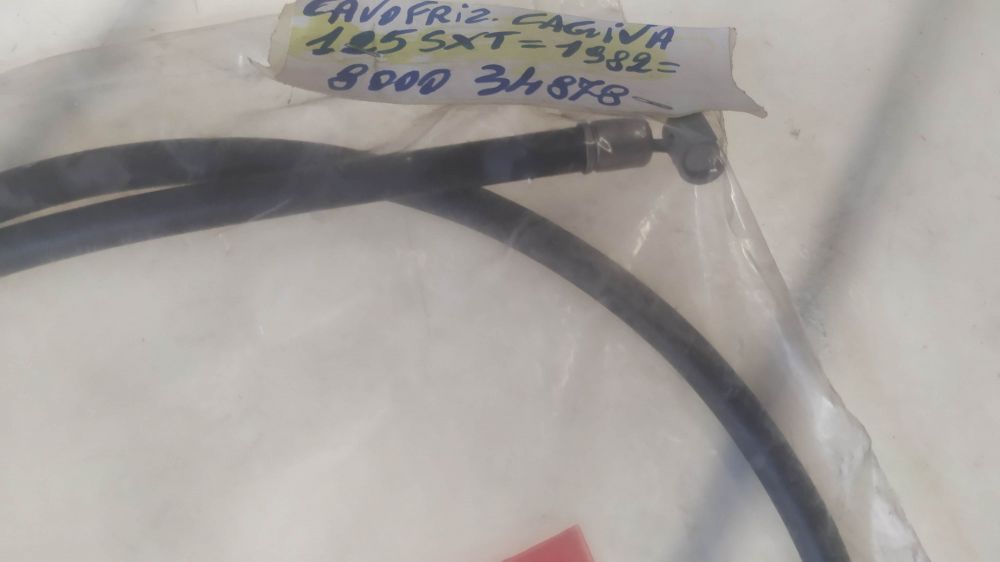 CAVO FRIZ. CAGIVA
125 SXT = 1982 =
8000 34878 -